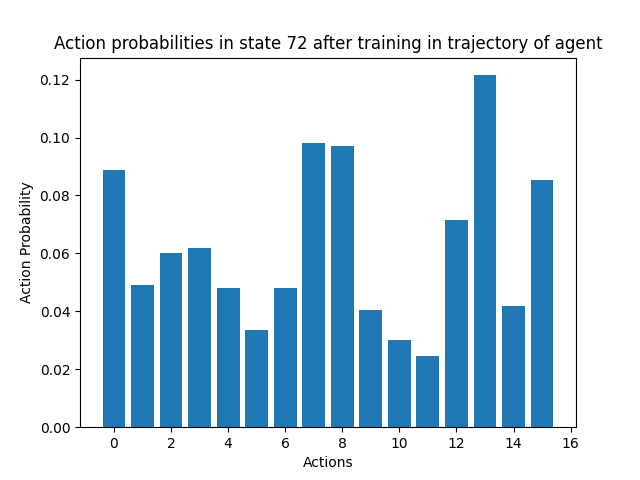 Action probabilities in state 72 after training in trajectory of agent
0.12
0.10
0.08
0.06
0.04
0.02
0.00
Action Probability
0 2 4 6 8 10 12 14 16
Actions